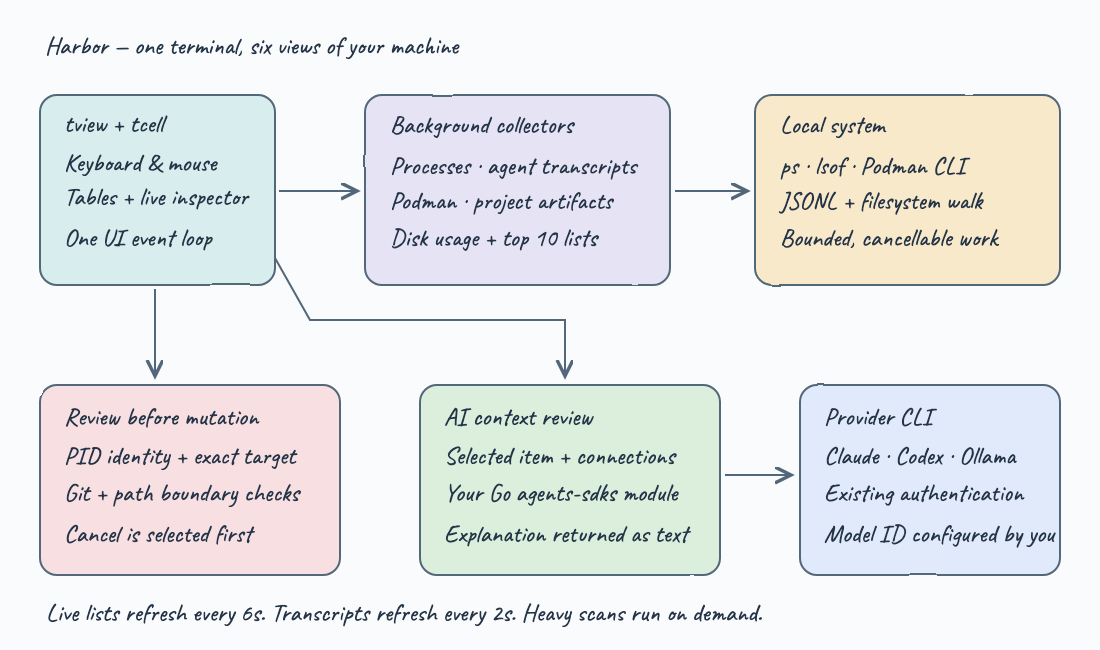 Harbor — one terminal, six views of your machine
tview + tcell
Keyboard & mouse
Tables + live inspector
One UI event loop
Background collectors
Processes · agent transcripts
Podman · project artifacts
Disk usage + top 10 lists
Local system
ps · lsof · Podman CLI
JSONL + filesystem walk
Bounded, cancellable work
Review before mutation
PID identity + exact target
Git + path boundary checks
Cancel is selected first
AI context review
Selected item + connections
Your Go agents-sdks module
Explanation returned as text
Provider CLI
Claude · Codex · Ollama
Existing authentication
Model ID configured by you
Live lists refresh every 6s. Transcripts refresh every 2s. Heavy scans run on demand.